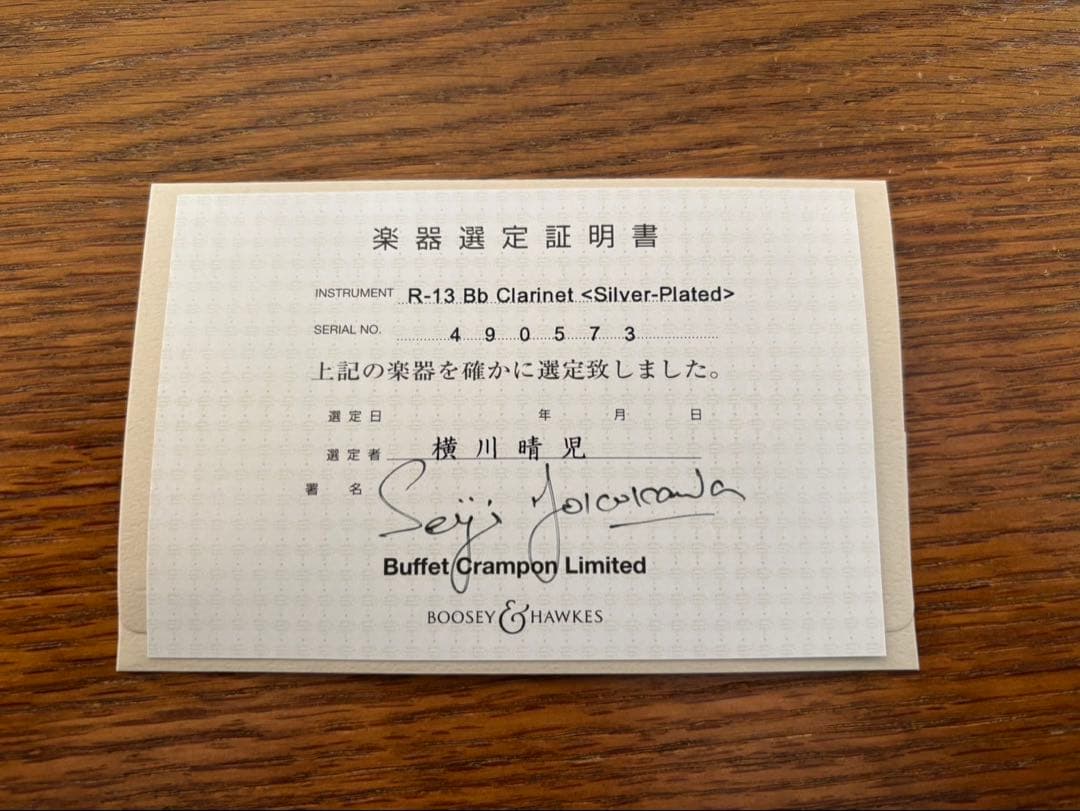 楽器選定証明書
INSTRUMENT R-13 Bb Clarinet <Silver-Plated>
SERIAL NO. 490573
上記の楽器を確かに選定致しました。
選定日 年 月 日
選定者 横川晴児
署名 Seiji Yokokawa
Buffet Crampon Limited
BOOSEY & HAWKES